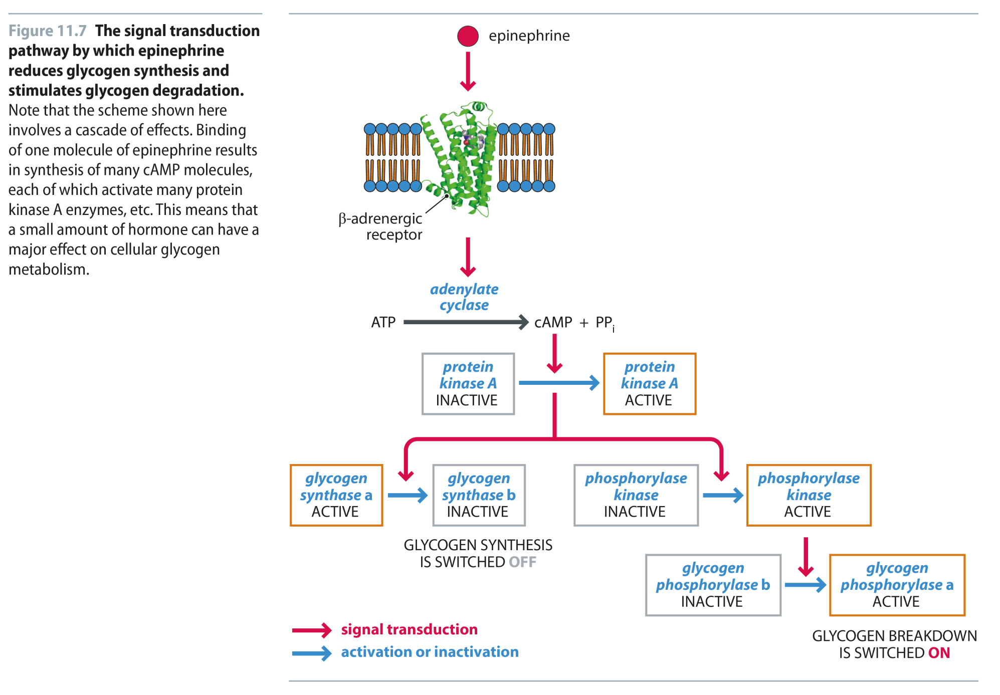 Figure 11.7 The signal transduction
pathway by which epinephrine
reduces glycogen synthesis and
stimulates glycogen degradation.
Note that the scheme shown here
involves a cascade of effects. Binding
of one molecule of epinephrine results
in synthesis of many cAMP molecules,
each of which activate many protein
kinase A enzymes, etc. This means that
a small amount of hormone can have a
major effect on cellular glycogen
metabolism.
epinephrine
β-adrenergic
receptor
adenylate
cyclase
ATP
cAMP + PPi
protein
kinase A
INACTIVE
protein
kinase A
ACTIVE
glycogen
synthase a
ACTIVE
glycogen
synthase b
INACTIVE
GLYCOGEN SYNTHESIS
IS SWITCHED OFF
phosphorylase
kinase
INACTIVE
phosphorylase
kinase
ACTIVE
glycogen
phosphorylase b
INACTIVE
glycogen
phosphorylase a
ACTIVE
GLYCOGEN BREAKDOWN
IS SWITCHED ON
signal transduction
activation or inactivation